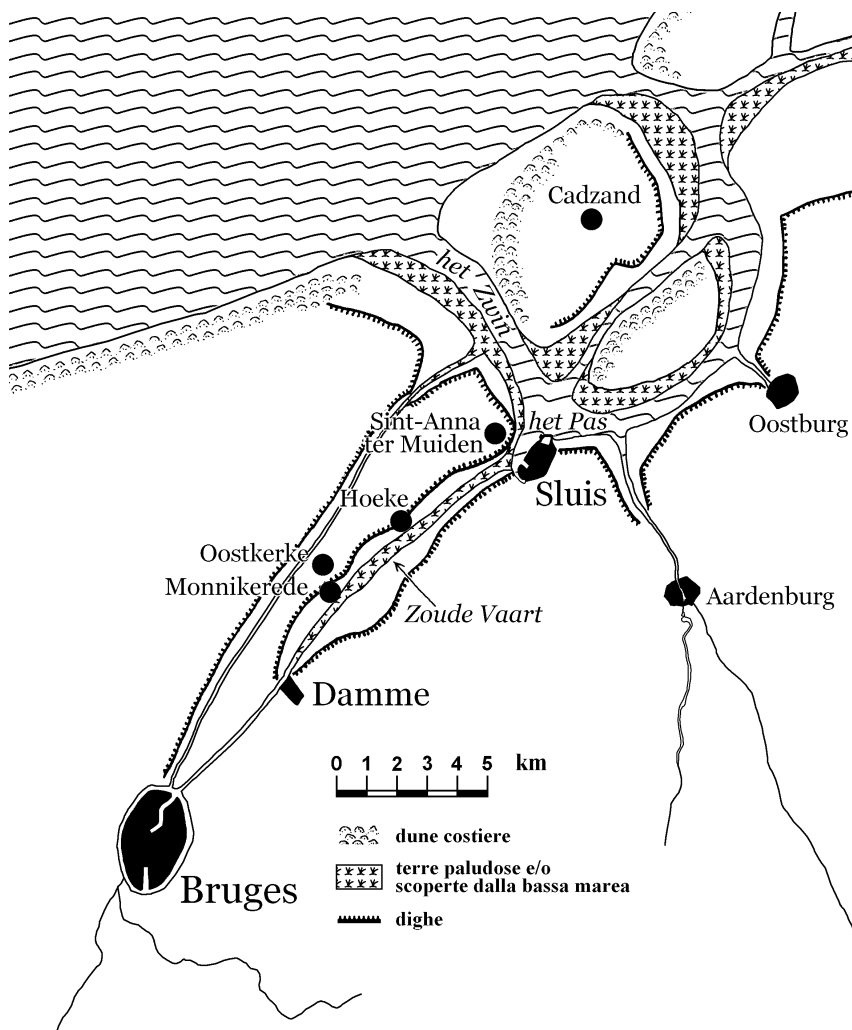 Cadzand
het Zwin
Oostburg
Sint-Anna
ter Muiden
het Pas
Sluis
Hoeke
Oostkerke
Monnikerede
Zoude Vaart
Aardenburg
Damme
0 1 2 3 4 5 km
dune costiere
terre paludose e/o
scoperte dalla bassa marea
dighe
Bruges